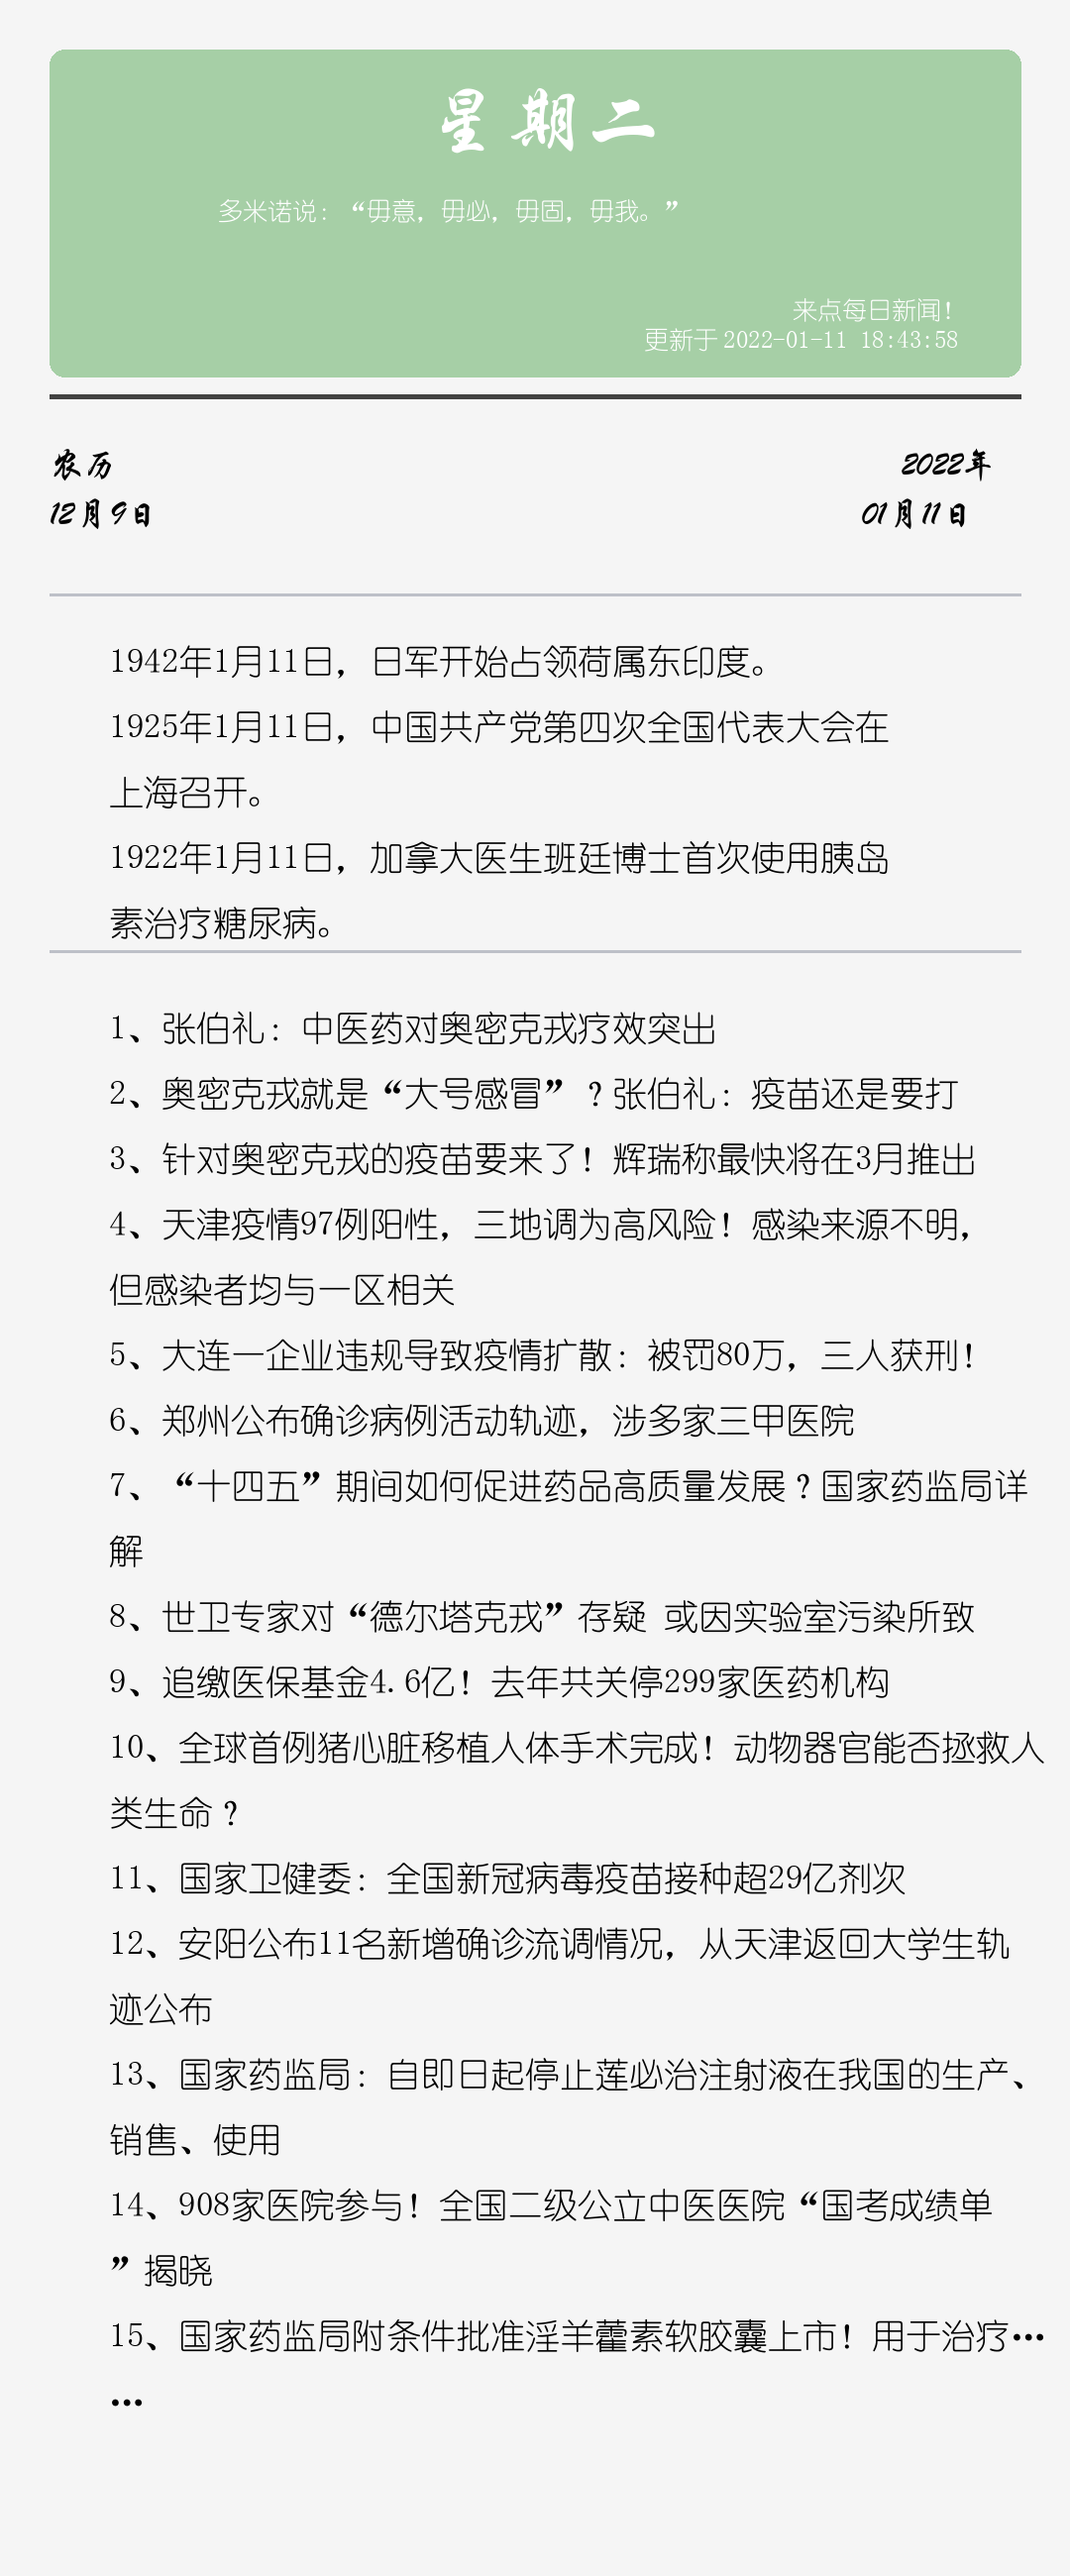 星期二
多米诺说：“毋意，毋必，毋固，毋我。”
来点每日新闻！
更新于 2022-01-11 18:43:58
农历
2022年
12月9日
01月11日
1942年1月11日，日军开始占领荷属东印度。
1925年1月11日，中国共产党第四次全国代表大会在
上海召开。
1922年1月11日，加拿大医生班廷博士首次使用胰岛
素治疗糖尿病。
1、张伯礼：中医药对奥密克戎疗效突出
2、奥密克戎就是“大号感冒”？张伯礼：疫苗还是要打
3、针对奥密克戎的疫苗要来了！辉瑞称最快将在3月推出
4、天津疫情97例阳性，三地调为高风险！感染来源不明，
但感染者均与一区相关
5、大连一企业违规导致疫情扩散：被罚80万，三人获刑！
6、郑州公布确诊病例活动轨迹，涉多家三甲医院
7、“十四五”期间如何促进药品高质量发展？国家药监局详
解
8、世卫专家对“德尔塔克戎”存疑 或因实验室污染所致
9、追缴医保基金4.6亿！去年共关停299家医药机构
10、全球首例猪心脏移植人体手术完成！动物器官能否拯救人
类生命？
11、国家卫健委：全国新冠病毒疫苗接种超29亿剂次
12、安阳公布11名新增确诊流调情况，从天津返回大学生轨
迹公布
13、国家药监局：自即日起停止莲必治注射液在我国的生产、
销售、使用
14、908家医院参与！全国二级公立中医医院“国考成绩单
”揭晓
15、国家药监局附条件批准淫羊藿素软胶囊上市！用于治疗…
…